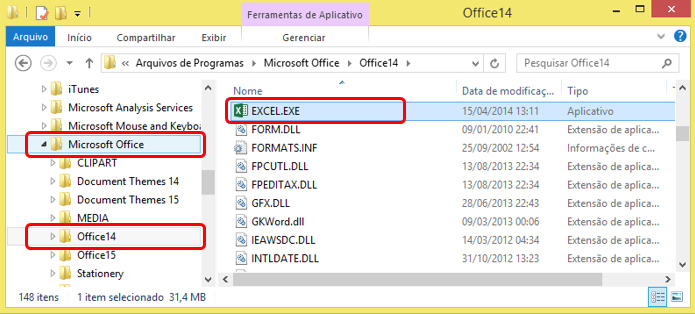 Ferramentas de Aplicativo
Office14
Arquivo Início Compartilhar Exibir Gerenciar
Arquivos de Programas Microsoft Office Office14
Pesquisar Office14
iTunes
Microsoft Analysis Services
Microsoft Mouse and Keybo
Microsoft Office
CLIPART
Document Themes 14
Document Themes 15
MEDIA
Office14
Office15
Stationery
Nome Data de modificaç... Tipo
EXCEL.EXE 15/04/2014 13:11 Aplicativo
FORM.DLL 09/01/2010 22:41 Extensão de aplica...
FORMATS.INF 25/09/2002 12:54 Informações de c...
FPCUTL.DLL 13/08/2013 22:34 Extensão de aplica...
FPEDITAX.DLL 13/08/2013 22:34 Extensão de aplica...
GFX.DLL 28/06/2013 22:43 Extensão de aplica...
GKWord.dll 09/03/2013 00:06 Extensão de aplica...
IEAWSDC.DLL 14/03/2012 04:34 Extensão de aplica...
INTLDATE.DLL 31/10/2012 13:23 Extensão de aplica...
148 itens 1 item selecionado 31,4 MB